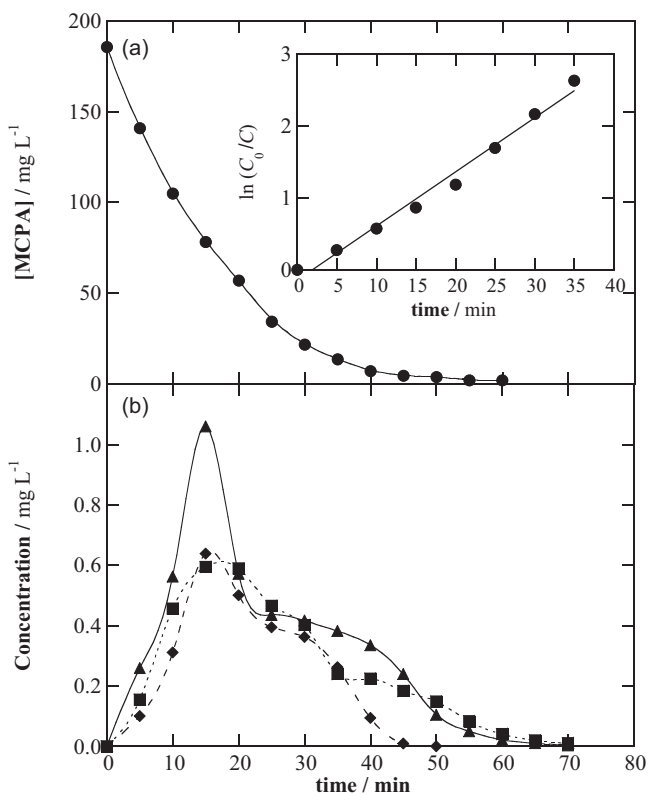 (a)
[MCPA] / mg L⁻¹
200
150
100
50
0
ln (C₀/C)
3
2
1
0
0 5 10 15 20 25 30 35 40
time / min
(b)
Concentration / mg L⁻¹
1.0
0.8
0.6
0.4
0.2
0.0
0 10 20 30 40 50 60 70 80
time / min